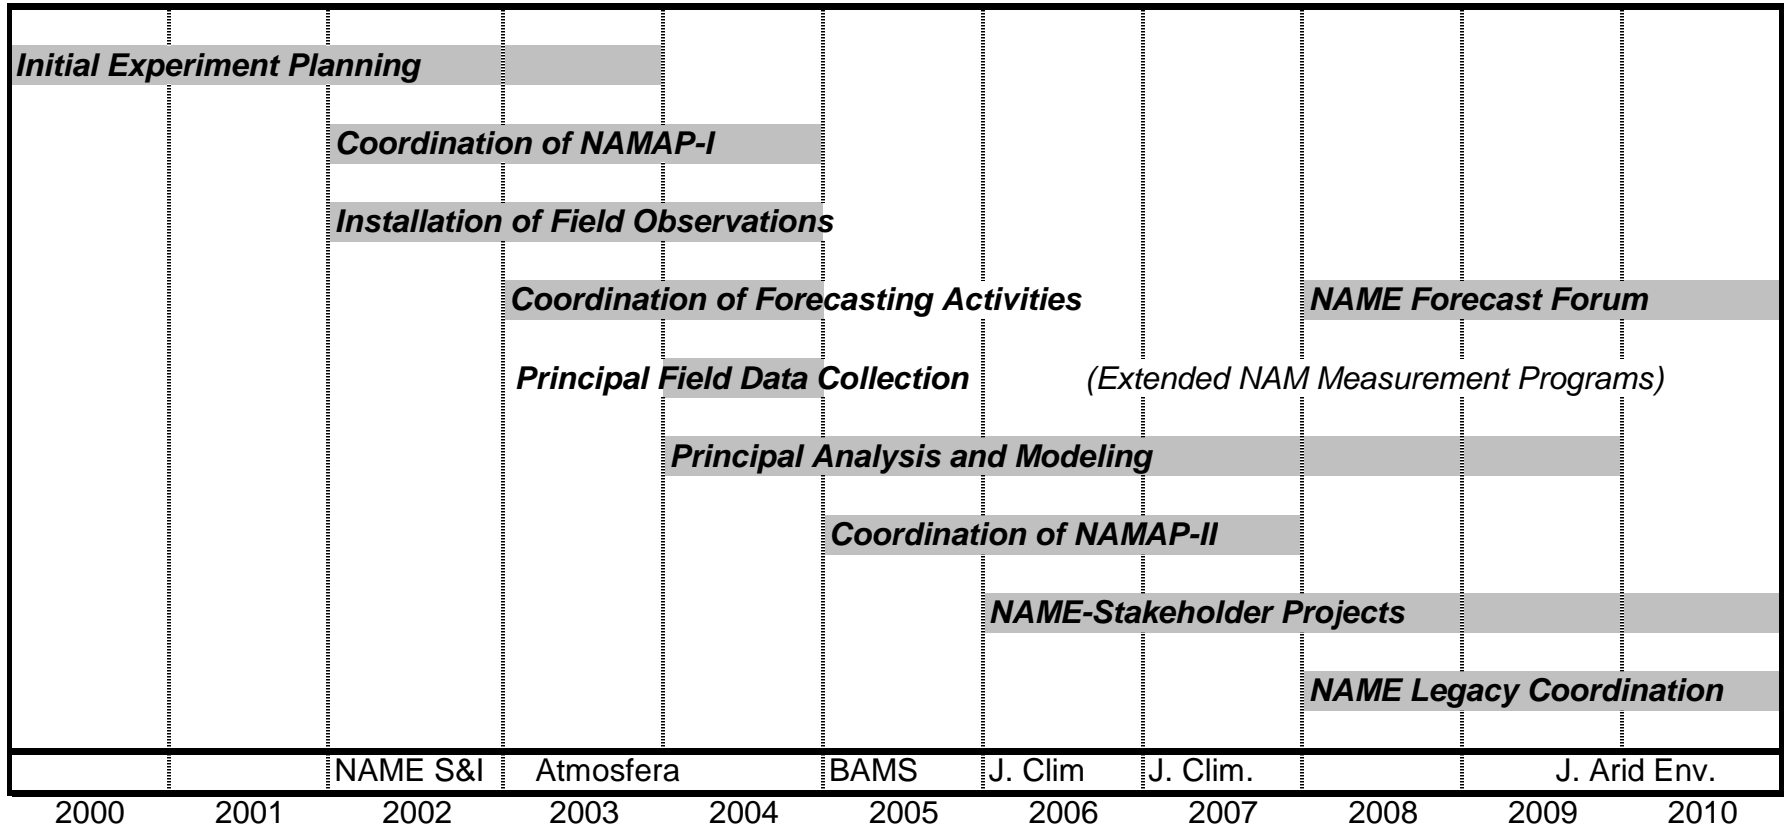 Initial Experiment Planning
Coordination of NAMAP-I
Installation of Field Observations
Coordination of Forecasting Activities NAME Forecast Forum
Principal Field Data Collection (Extended NAM Measurement Programs)
Principal Analysis and Modeling
Coordination of NAMAP-II
NAME-Stakeholder Projects
NAME Legacy Coordination
NAME S&I Atmosfera BAMS J. Clim J. Clim. J. Arid Env.
2000 2001 2002 2003 2004 2005 2006 2007 2008 2009 2010